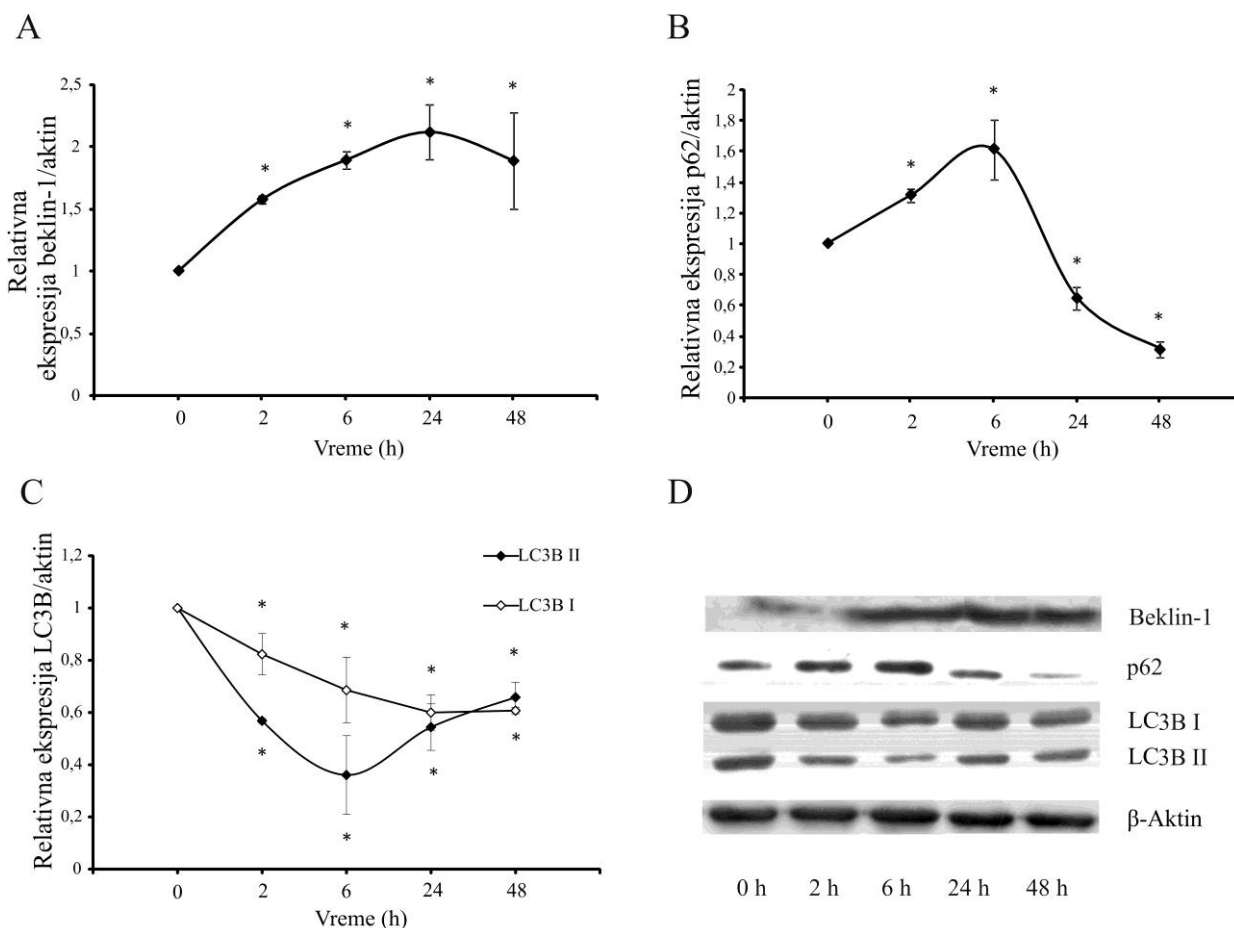 A
Relativna
ekspresija beklin-1/aktin
2,5
2
1,5
1
0,5
0
*
*
*
*
0
2
6
24
48
Vreme (h)
B
Relativna ekspresija p62/aktin
2
1,8
1,6
1,4
1,2
1
0,8
0,6
0,4
0,2
0
*
*
*
*
0
2
6
24
48
Vreme (h)
C
Relativna ekspresija LC3B/aktin
1,2
1
0,8
0,6
0,4
0,2
0
LC3B II
LC3B I
*
*
*
*
*
*
*
*
0
2
6
24
48
Vreme (h)
D
Beklin-1
p62
LC3B I
LC3B II
β-Aktin
0 h
2 h
6 h
24 h
48 h